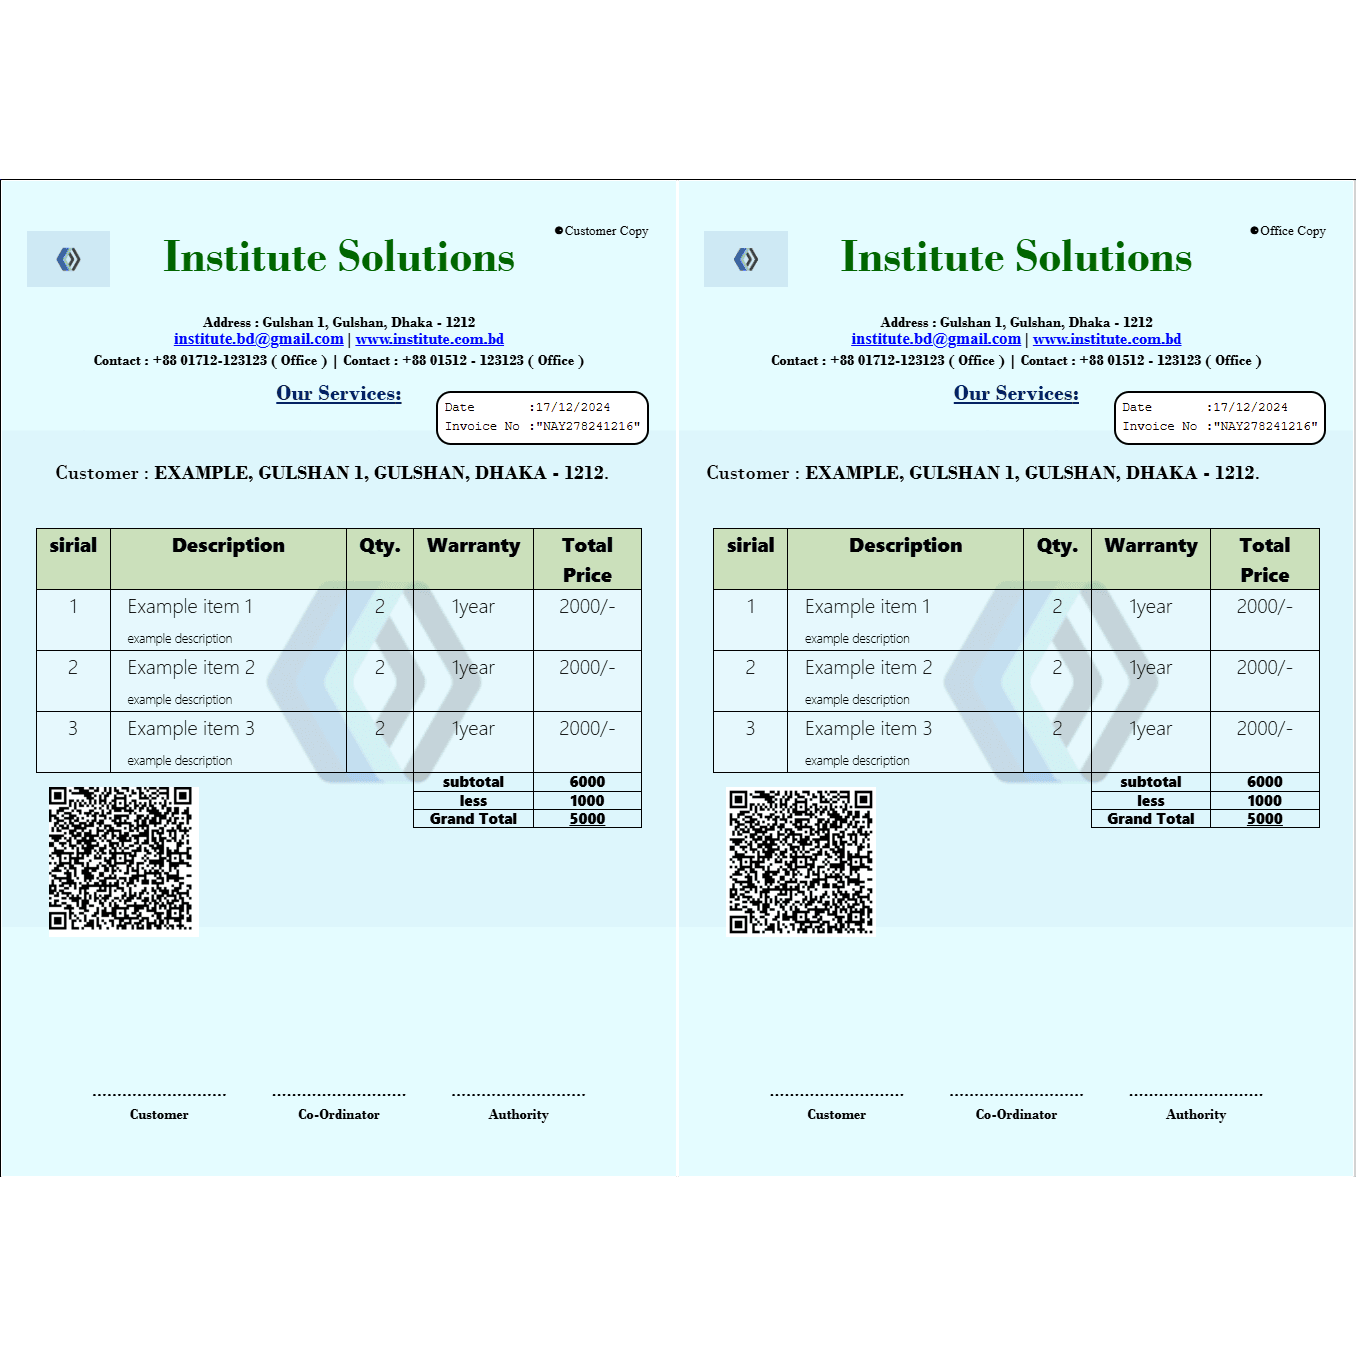 Customer Copy
Institute Solutions
Address : Gulshan 1, Gulshan, Dhaka - 1212
institute.bd@gmail.com | www.institute.com.bd
Contact : +88 01712-123123 ( Office ) | Contact : +88 01512 - 123123 ( Office )
Our Services:
Date :17/12/2024
Invoice No :"NAY278241216"
Customer : EXAMPLE, GULSHAN 1, GULSHAN, DHAKA - 1212.
sirial Description Qty. Warranty Total Price
1 Example item 1 2 1year 2000/-
example description
2 Example item 2 2 1year 2000/-
example description
3 Example item 3 2 1year 2000/-
example description
subtotal 6000
less 1000
Grand Total 5000
Customer Co-Ordinator Authority
Office Copy
Institute Solutions
Address : Gulshan 1, Gulshan, Dhaka - 1212
institute.bd@gmail.com | www.institute.com.bd
Contact : +88 01712-123123 ( Office ) | Contact : +88 01512 - 123123 ( Office )
Our Services:
Date :17/12/2024
Invoice No :"NAY278241216"
Customer : EXAMPLE, GULSHAN 1, GULSHAN, DHAKA - 1212.
sirial Description Qty. Warranty Total Price
1 Example item 1 2 1year 2000/-
example description
2 Example item 2 2 1year 2000/-
example description
3 Example item 3 2 1year 2000/-
example description
subtotal 6000
less 1000
Grand Total 5000
Customer Co-Ordinator Authority